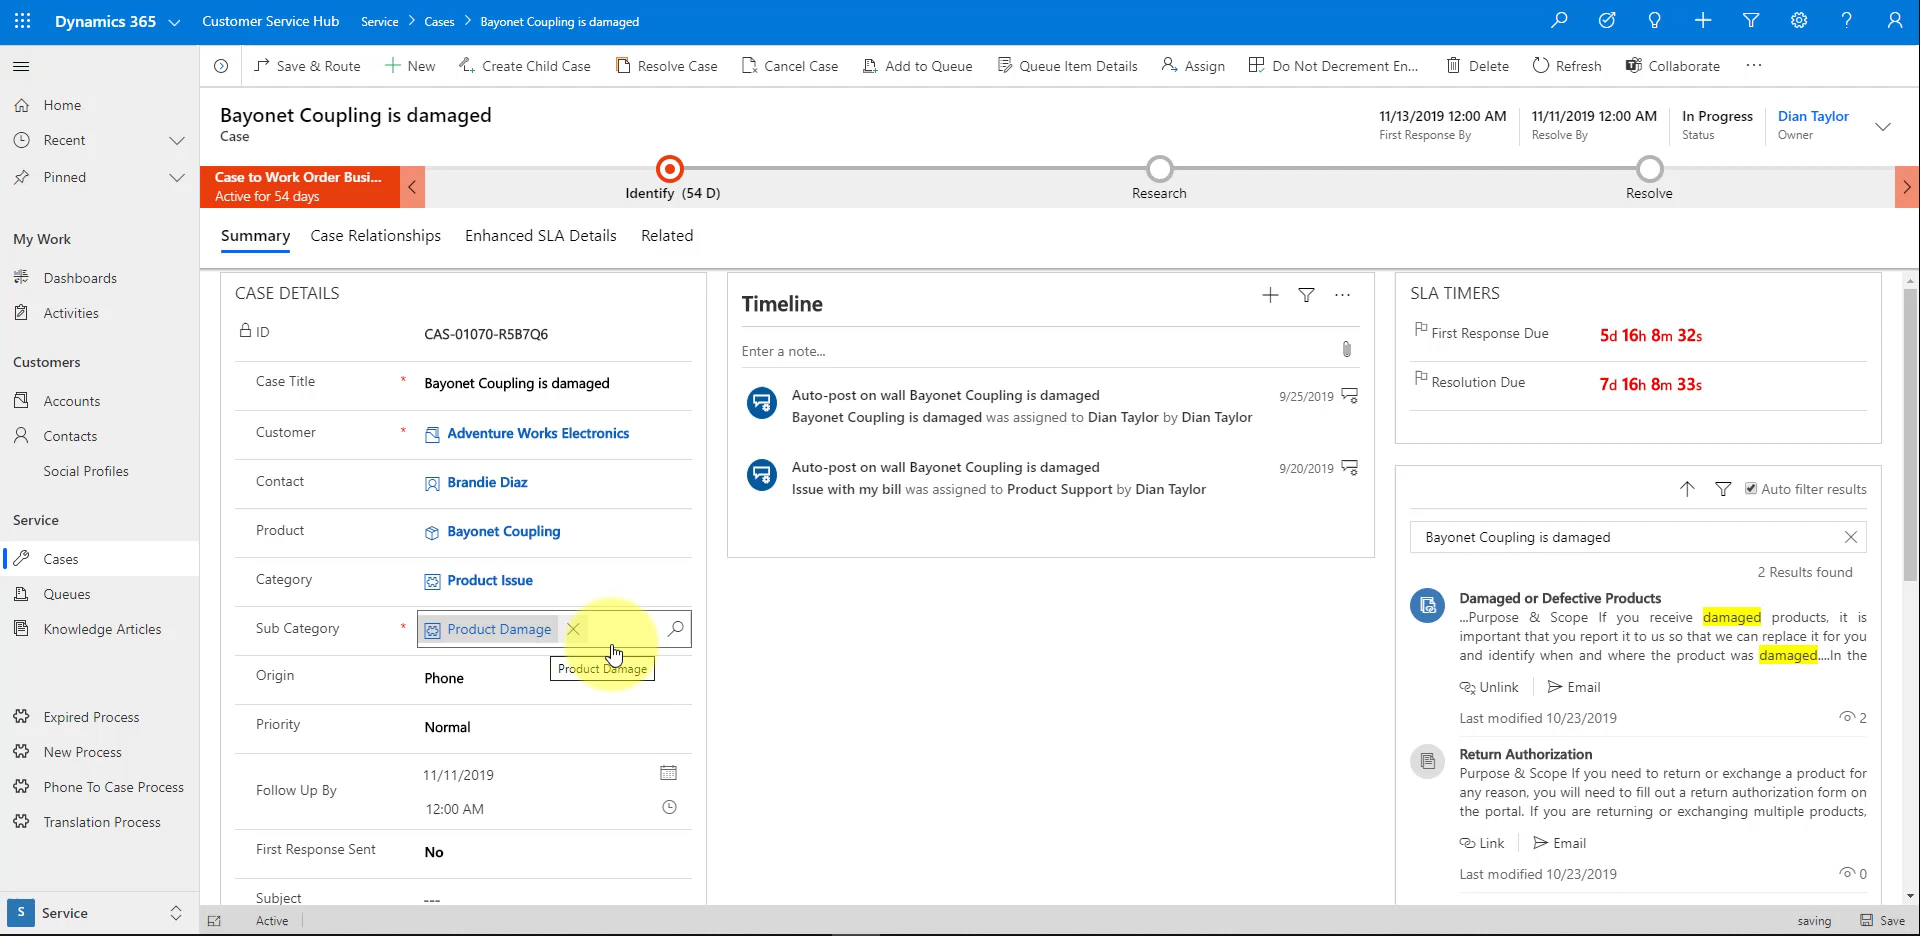 Dynamics 365
Customer Service Hub
Service > Cases > Bayonet Coupling is damaged
Save & Route
New
Create Child Case
Resolve Case
Cancel Case
Add to Queue
Queue Item Details
Assign
Do Not Decrement En...
Delete
Refresh
Collaborate
Home
Recent
Pinned
My Work
Dashboards
Activities
Customers
Accounts
Contacts
Social Profiles
Service
Cases
Queues
Knowledge Articles
Expired Process
New Process
Phone To Case Process
Translation Process
S Service
Bayonet Coupling is damaged
Case
11/13/2019 12:00 AM
First Response By
11/11/2019 12:00 AM
Resolve By
In Progress
Status
Dian Taylor
Owner
Case to Work Order Busi...
Active for 54 days
Identify (54 D)
Research
Resolve
Summary
Case Relationships
Enhanced SLA Details
Related
CASE DETAILS
ID CAS-01070-R5B7Q6
Case Title * Bayonet Coupling is damaged
Customer * Adventure Works Electronics
Contact Brandie Diaz
Product Bayonet Coupling
Category Product Issue
Sub Category * Product Damage
Product Damage
Origin Phone
Priority Normal
Follow Up By 11/11/2019
12:00 AM
First Response Sent No
Subject ---
Timeline
Enter a note...
Auto-post on wall Bayonet Coupling is damaged 9/25/2019
Bayonet Coupling is damaged was assigned to Dian Taylor by Dian Taylor
Auto-post on wall Bayonet Coupling is damaged 9/20/2019
Issue with my bill was assigned to Product Support by Dian Taylor
SLA TIMERS
First Response Due 5d 16h 8m 32s
Resolution Due 7d 16h 8m 33s
Auto filter results
Bayonet Coupling is damaged
2 Results found
Damaged or Defective Products
...Purpose & Scope If you receive damaged products, it is
important that you report it to us so that we can replace it for you
and identify when and where the product was damaged....In the
Unlink Email
Last modified 10/23/2019 2
Return Authorization
Purpose & Scope If you need to return or exchange a product for
any reason, you will need to fill out a return authorization form on
the portal. If you are returning or exchanging multiple products,
Link Email
Last modified 10/23/2019 0
Active
saving
Save